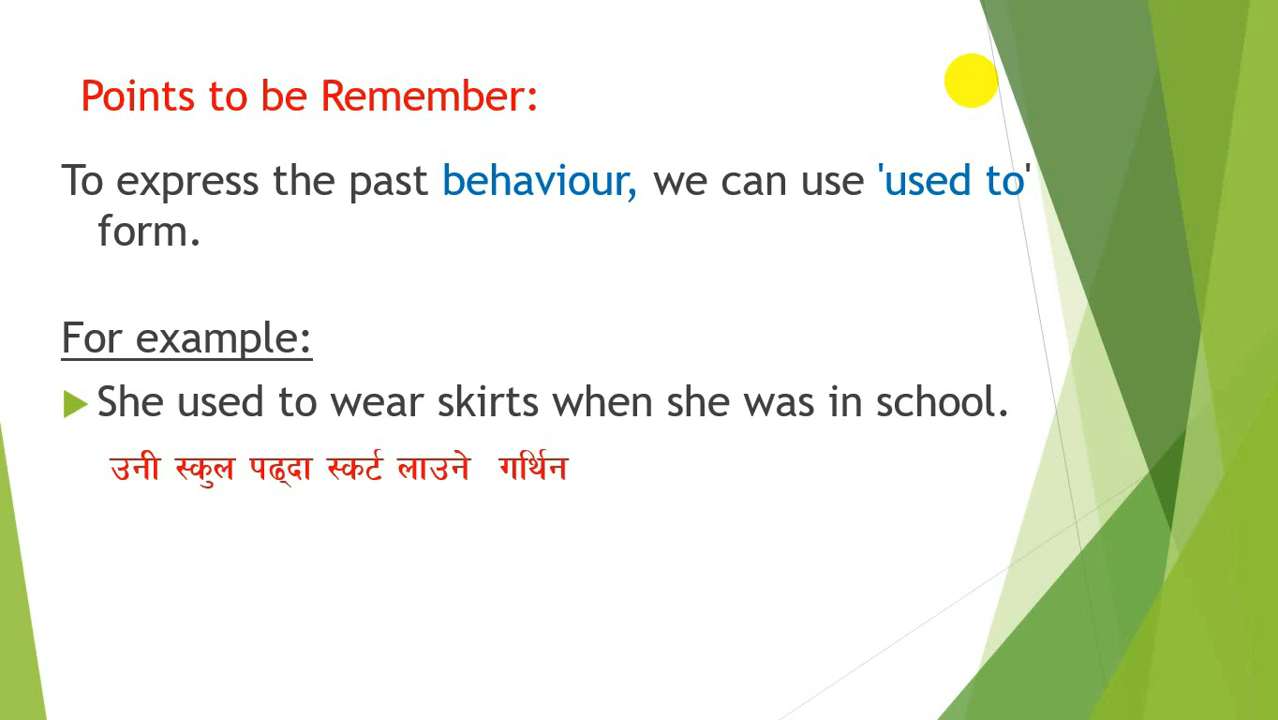 Points to be Remember:
To express the past behaviour, we can use 'used to'
form.
For example:
She used to wear skirts when she was in school.
उनी स्कुल पढ्दा स्कर्ट लाउने गर्थिन